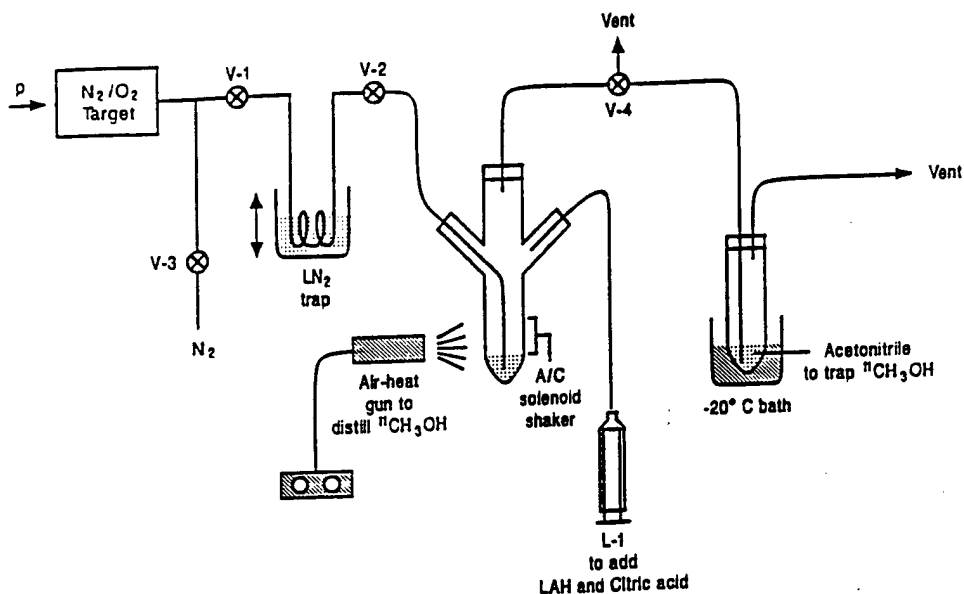 Vent
p
N₂/O₂
Target
V-1
V-2
V-4
Vent
V-3
LN₂
trap
N₂
Air-heat
gun to
distill ¹¹CH₃OH
A/C
solenoid
shaker
Acetonitrile
to trap ¹¹CH₃OH
-20° C bath
L-1
to add
LAH and Citric acid